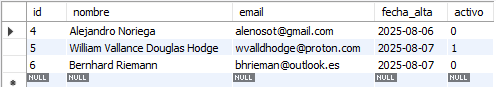 id nombre email fecha_alta activo
4 Alejandro Noriega alenosot@gmail.com 2025-08-06 0
5 William Vallance Douglas Hodge wvalldhodge@proton.com 2025-08-07 1
6 Bernhard Riemann bhrieman@outlook.es 2025-08-07 0
NULL NULL NULL NULL NULL